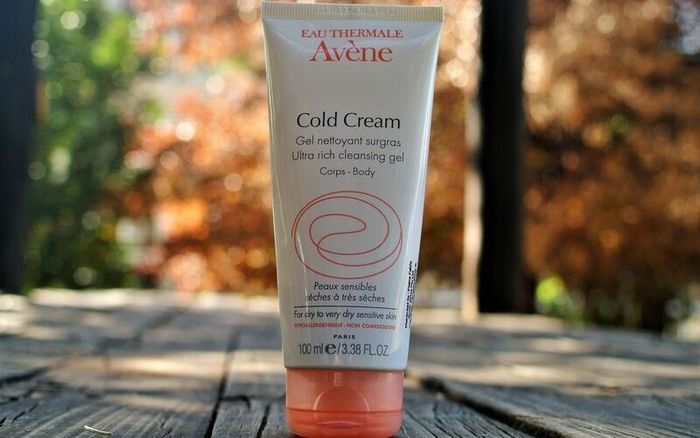 EAU THERMALE
Avène
Cold Cream
Gel nettoyant surgras
Ultra rich cleansing gel
Corps - Body
Peaux sensibles
sèches à très sèches
For dry to very dry sensitive skin
HYPOALLERGÉNIQUE - NON COMEDOGENE
PARIS
100 ml e/3.38 FL.OZ.